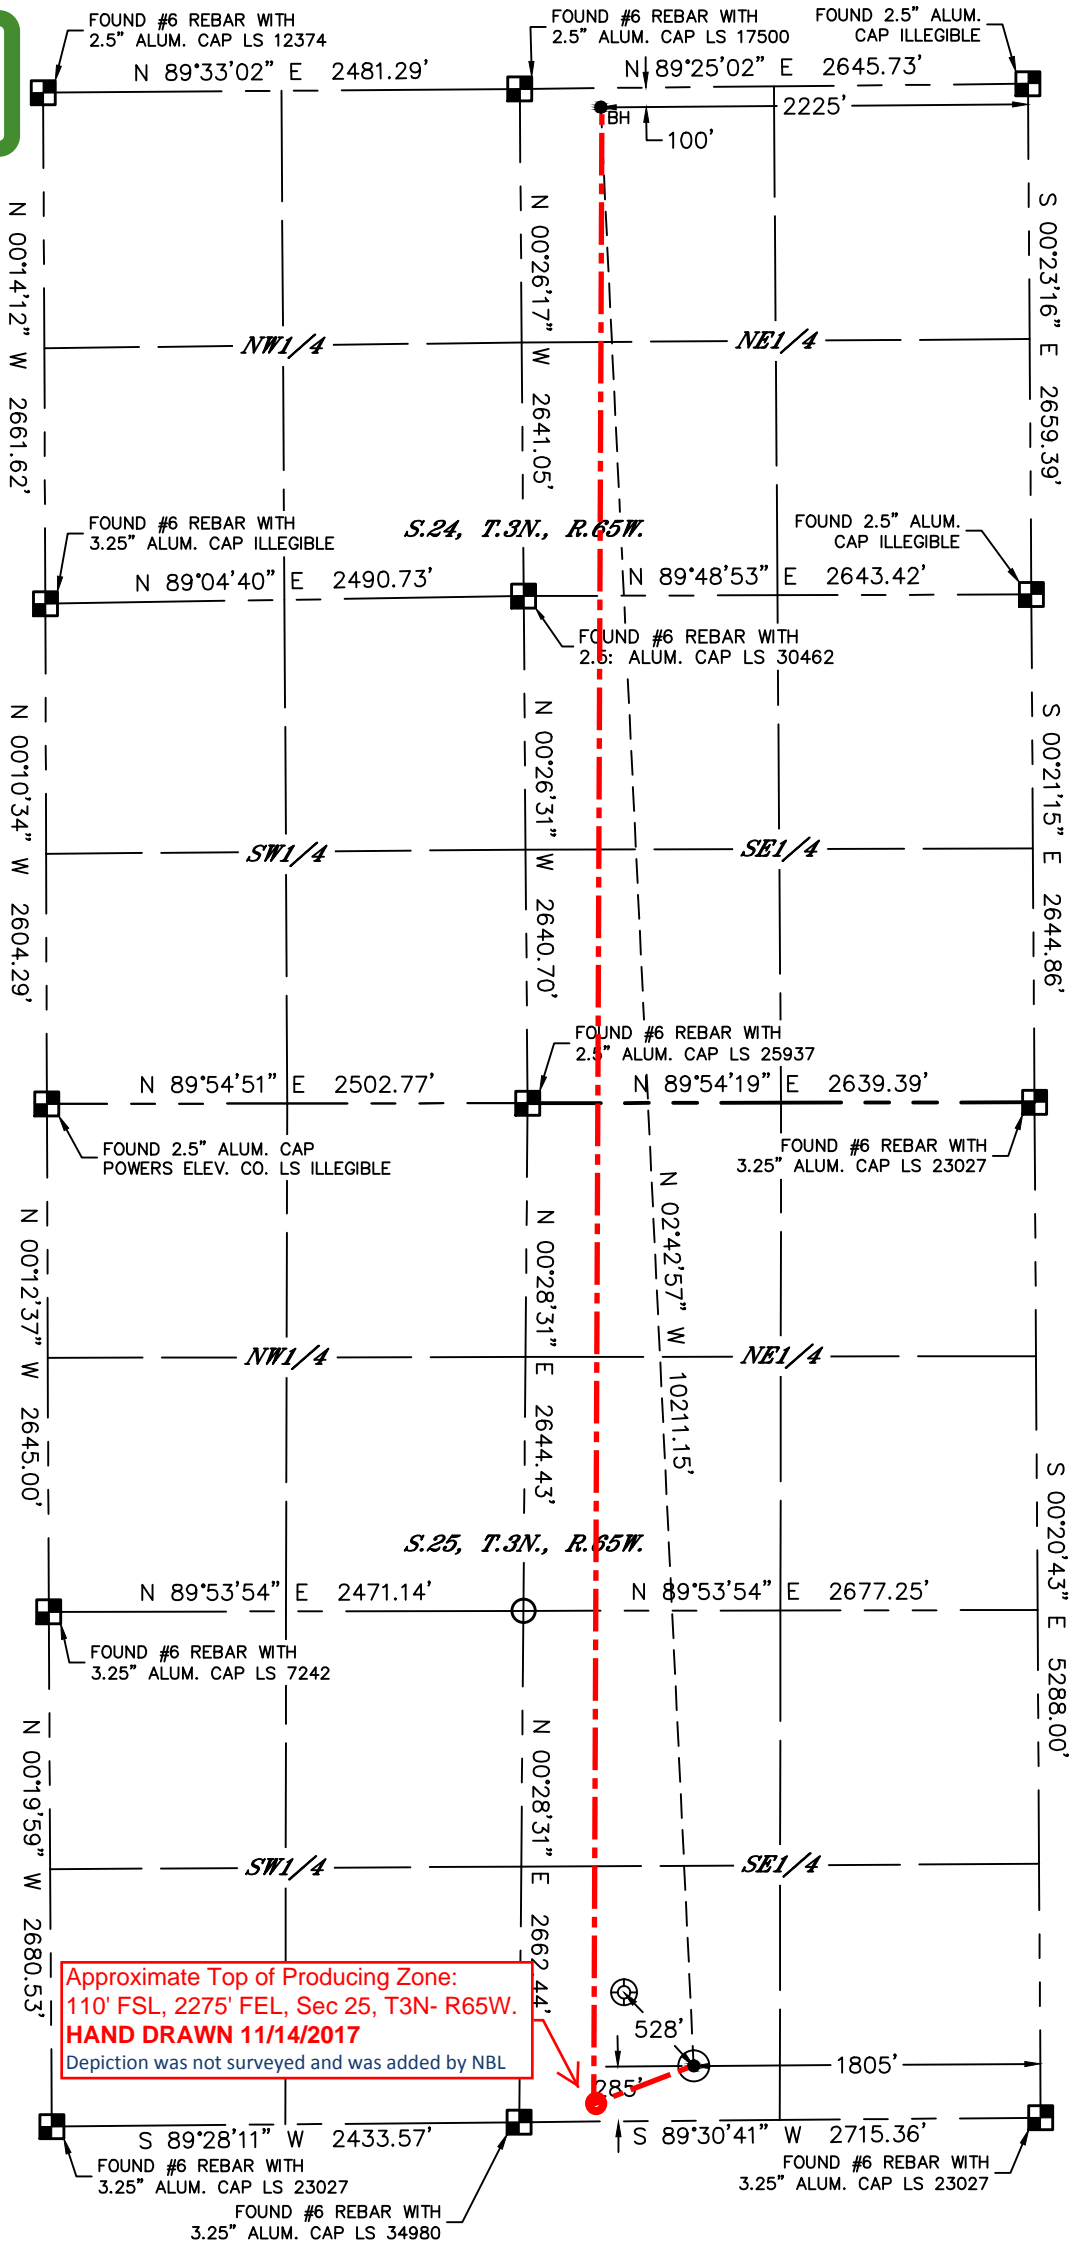 FOUND #6 REBAR WITH
2.5" ALUM. CAP LS 12374
FOUND #6 REBAR WITH
2.5" ALUM. CAP LS 17500
FOUND 2.5" ALUM.
CAP ILLEGIBLE
N 89°33'02" E 2481.29'
N 89°25'02" E 2645.73'
BH
2225'
100'
N 00°14'12" W 2661.62'
N 00°26'17" W 2641.05'
S 00°23'16" E 2659.39'
NW1/4
NE1/4
FOUND #6 REBAR WITH
3.25" ALUM. CAP ILLEGIBLE
S.24, T.3N., R.65W.
FOUND 2.5" ALUM.
CAP ILLEGIBLE
N 89°04'40" E 2490.73'
N 89°48'53" E 2643.42'
FOUND #6 REBAR WITH
2.5: ALUM. CAP LS 30462
N 00°10'34" W 2604.29'
N 00°26'31" W 2640.70'
S 00°21'15" E 2644.86'
SW1/4
SE1/4
FOUND #6 REBAR WITH
2.5" ALUM. CAP LS 25937
N 89°54'51" E 2502.77'
N 89°54'19" E 2639.39'
FOUND 2.5" ALUM. CAP
POWERS ELEV. CO. LS ILLEGIBLE
FOUND #6 REBAR WITH
3.25" ALUM. CAP LS 23027
N 00°12'37" W 2645.00'
N 00°28'31" E 2644.43'
N 02°42'57" W 10211.15'
NW1/4
NE1/4
S 00°20'43" E 5288.00'
S.25, T.3N., R.65W.
N 89°53'54" E 2471.14'
N 89°53'54" E 2677.25'
FOUND #6 REBAR WITH
3.25" ALUM. CAP LS 7242
N 00°19'59" W 2680.53'
N 00°28'31" E 2662.44'
SW1/4
SE1/4
Approximate Top of Producing Zone:
110' FSL, 2275' FEL, Sec 25, T3N- R65W.
HAND DRAWN 11/14/2017
Depiction was not surveyed and was added by NBL
528'
1805'
285'
S 89°28'11" W 2433.57'
S 89°30'41" W 2715.36'
FOUND #6 REBAR WITH
3.25" ALUM. CAP LS 23027
FOUND #6 REBAR WITH
3.25" ALUM. CAP LS 23027
FOUND #6 REBAR WITH
3.25" ALUM. CAP LS 34980